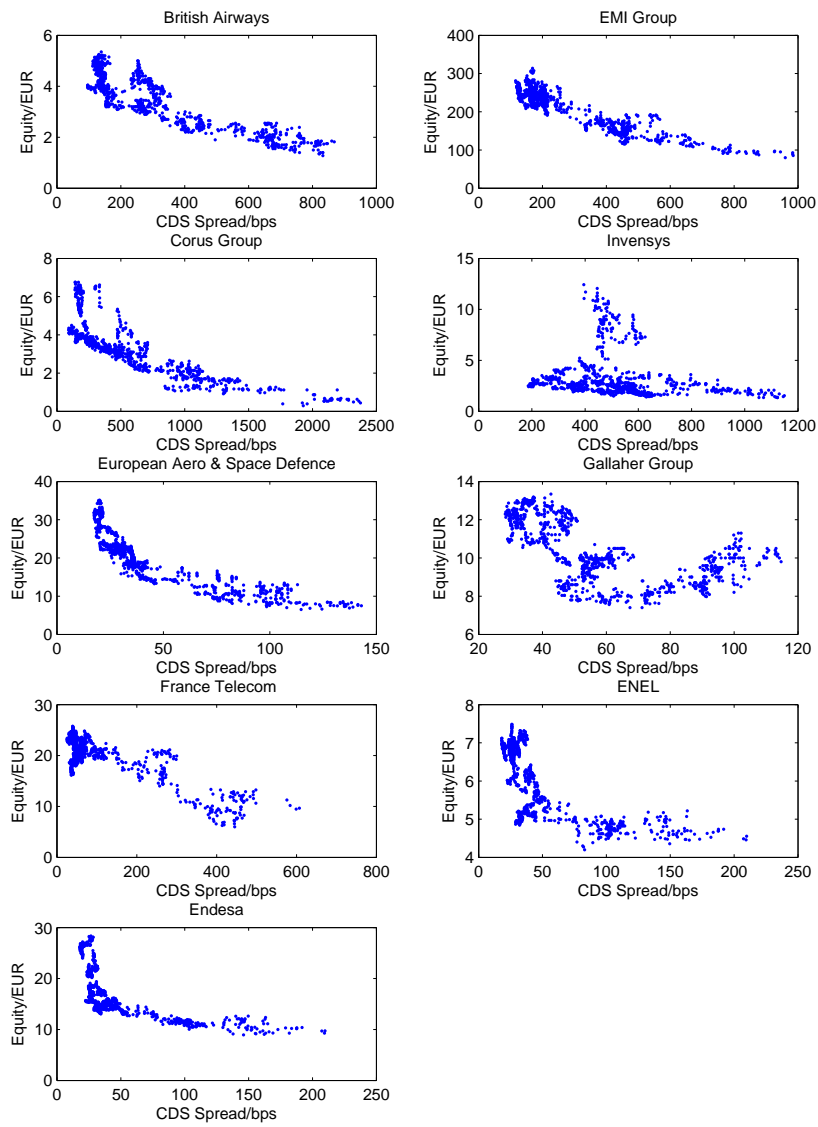 British Airways
6
4
2
0
0 200 400 600 800 1000
Equity/EUR
CDS Spread/bps
EMI Group
400
300
200
100
0
0 200 400 600 800 1000
Equity/EUR
CDS Spread/bps
Corus Group
8
6
4
2
0
0 500 1000 1500 2000 2500
Equity/EUR
CDS Spread/bps
Invensys
15
10
5
0
0 200 400 600 800 1000 1200
Equity/EUR
CDS Spread/bps
European Aero & Space Defence
40
30
20
10
0
0 50 100 150
Equity/EUR
CDS Spread/bps
Gallaher Group
14
12
10
8
6
20 40 60 80 100 120
Equity/EUR
CDS Spread/bps
France Telecom
30
20
10
0
0 200 400 600 800
Equity/EUR
CDS Spread/bps
ENEL
8
7
6
5
4
0 50 100 150 200 250
Equity/EUR
CDS Spread/bps
Endesa
30
20
10
0
0 50 100 150 200 250
Equity/EUR
CDS Spread/bps